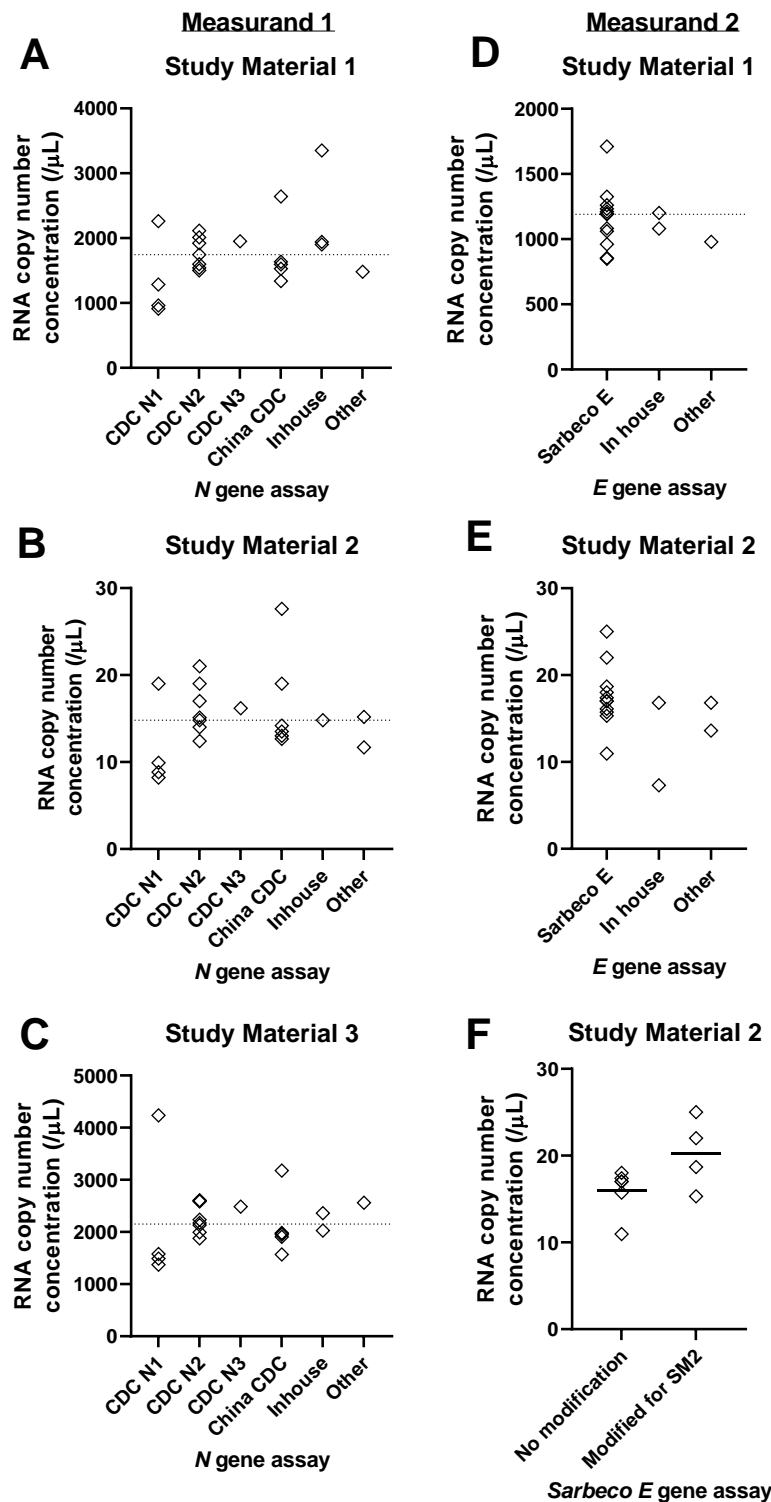 Measurand 1
A
Study Material 1
RNA copy number
concentration (/μL)
4000
3000
2000
1000
0
CDC N1
CDC N2
CDC N3
China CDC
Inhouse
Other
N gene assay
B
Study Material 2
RNA copy number
concentration (/μL)
30
20
10
0
CDC N1
CDC N2
CDC N3
China CDC
Inhouse
Other
N gene assay
C
Study Material 3
RNA copy number
concentration (/μL)
5000
4000
3000
2000
1000
0
CDC N1
CDC N2
CDC N3
China CDC
Inhouse
Other
N gene assay
Measurand 2
D
Study Material 1
RNA copy number
concentration (/μL)
2000
1500
1000
500
0
Sarbeco E
In house
Other
E gene assay
E
Study Material 2
RNA copy number
concentration (/μL)
30
20
10
0
Sarbeco E
In house
Other
E gene assay
F
Study Material 2
RNA copy number
concentration (/μL)
30
20
10
0
No modification
Modified for SM2
Sarbeco E gene assay